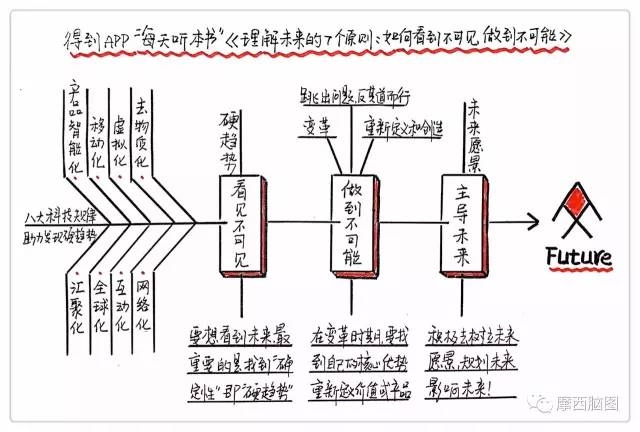 得到APP“每天听本书”《理解未来的7个原则:如何看到不可见 做到不可能》
产品智能化
移动化
虚拟化
去物质化
八大科技规律
助力发现硬趋势
汇聚化
全球化
互动化
网络化
硬趋势
看见不可见
要想看到未来最
重要的是找到“确
定性”即“硬趋势”
跳出问题,反其道而行
变革
重新定义和创性
做到不可能
在变革时期,要找
到自己的核心优势
重新定义价值或产品
未来愿景
主导未来
积极去树立未来
愿景,规划未来
影响未来!
Future
摩西脑图